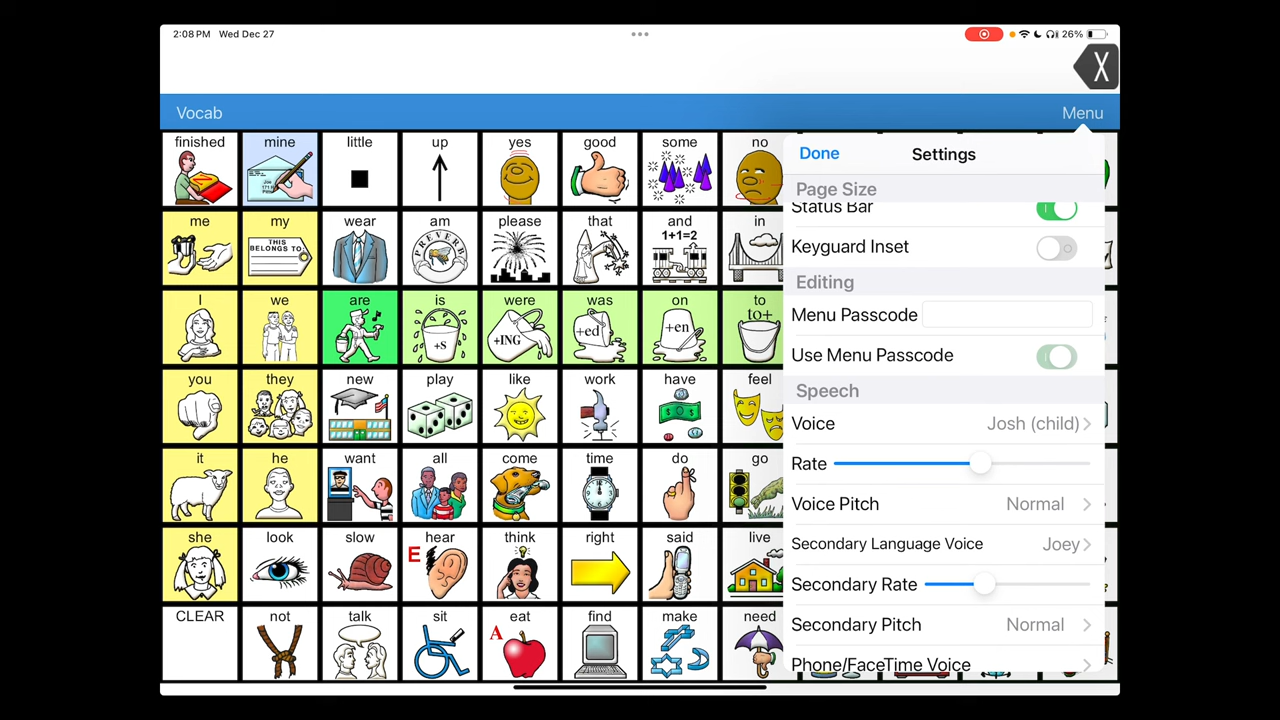 2:08 PM Wed Dec 27
26%
X
Vocab
Menu
finished mine little up yes good some no
THIS BELONGS TO:
me my wear am please that and in
PREVERB
1+1=2
I we are is were was on to
+S +ING +ed +en to+
you they new play like work have feel
it he want all come time do go
she look slow hear think right said live
E
CLEAR not talk sit eat find make need
A
Done Settings
Page Size
Status Bar
Keyguard Inset
Editing
Menu Passcode
Use Menu Passcode
Speech
Voice Josh (child)
Rate
Voice Pitch Normal
Secondary Language Voice Joey
Secondary Rate
Secondary Pitch Normal
Phone/FaceTime Voice